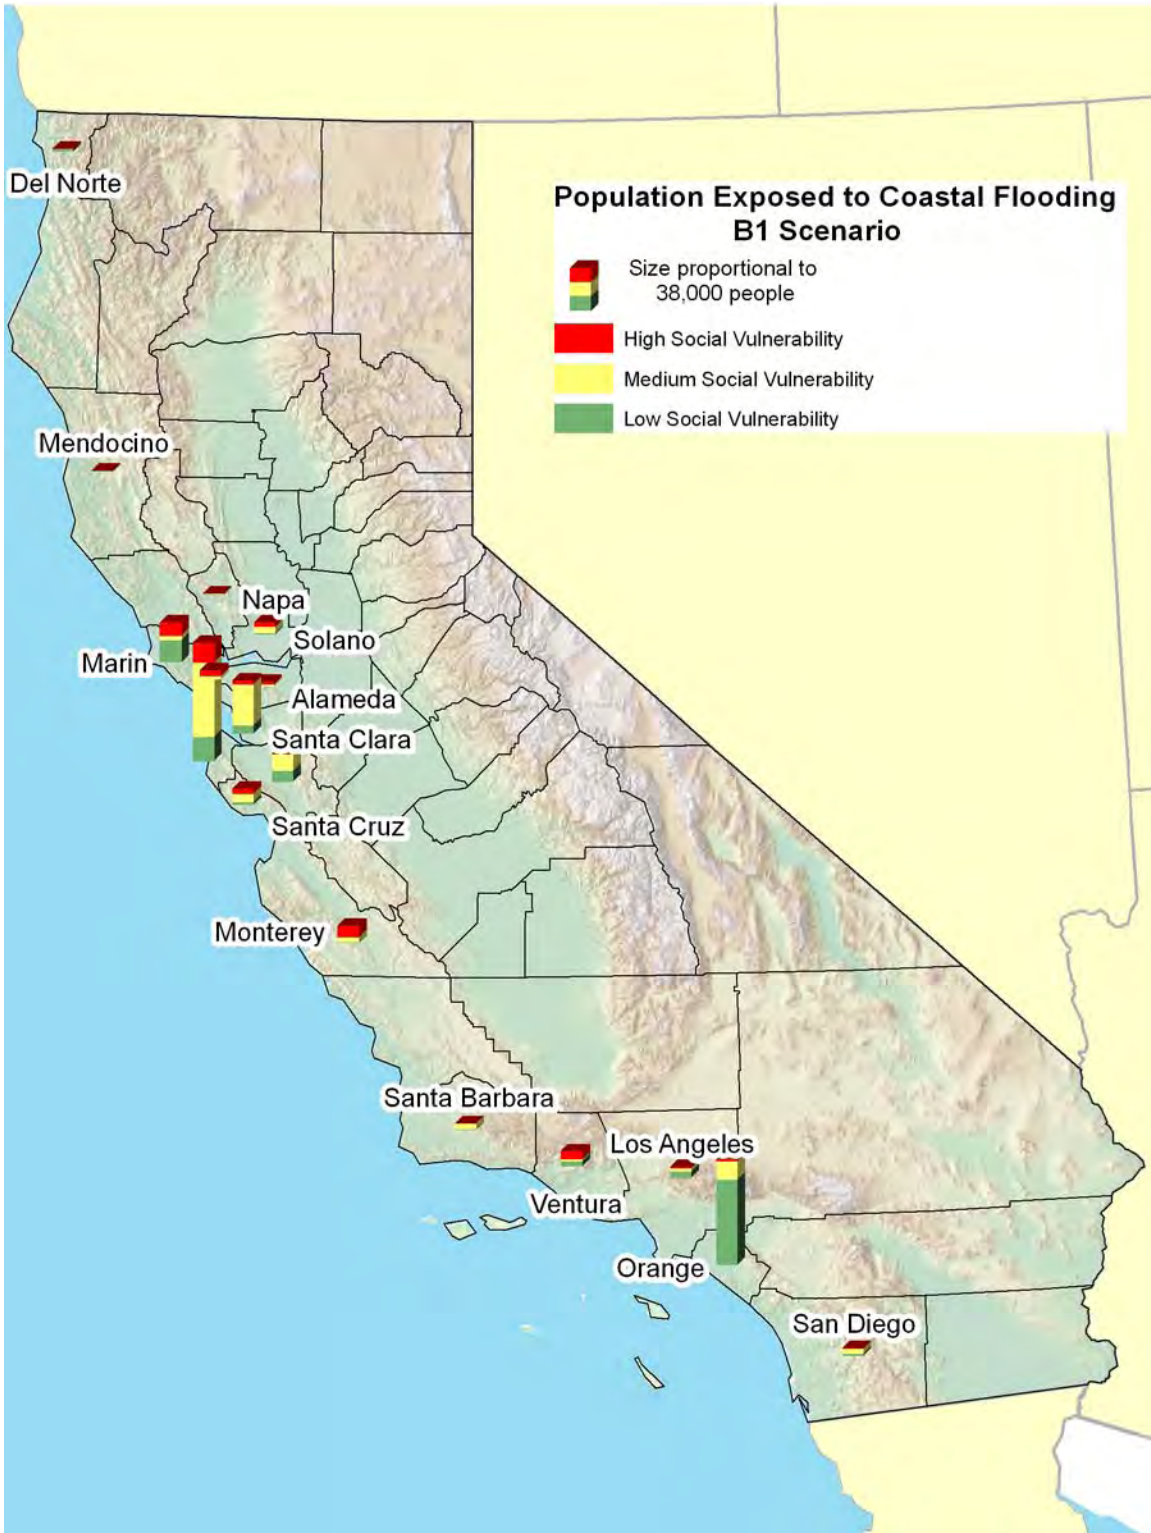 Del Norte
Population Exposed to Coastal Flooding
B1 Scenario
Size proportional to
38,000 people
High Social Vulnerability
Medium Social Vulnerability
Low Social Vulnerability
Mendocino
Napa
Solano
Marin
Alameda
Santa Clara
Santa Cruz
Monterey
Santa Barbara
Los Angeles
Ventura
Orange
San Diego